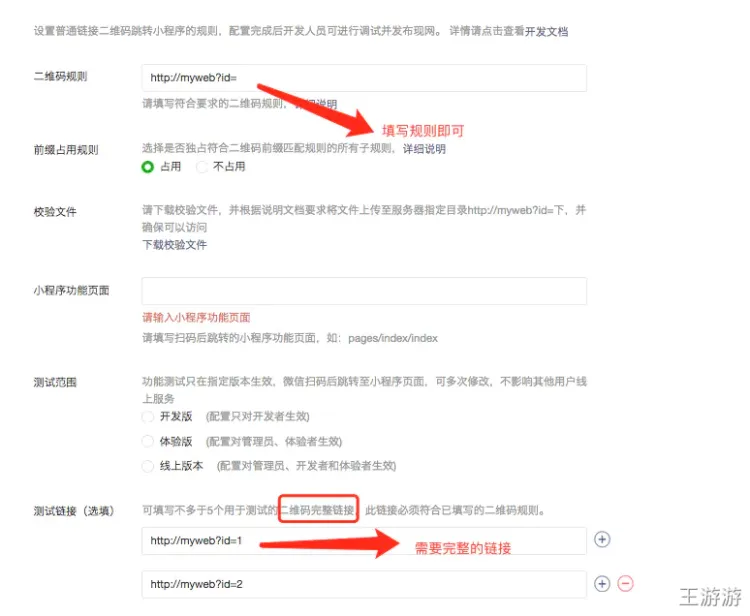 设置普通链接二维码跳转小程序的规则，配置完成后开发人员可进行调试并发布现网。 详情请点击查看开发文档
二维码规则
http://myweb?id=
请填写符合要求的二维码规则，详细说明
填写规则即可
前缀占用规则
选择是否独占符合二维码前缀匹配规则的所有子规则，详细说明
占用 不占用
校验文件
请下载校验文件，并根据说明文档要求将文件上传至服务器指定目录http://myweb?id=下，并
确保可以访问
下载校验文件
小程序功能页面
请输入小程序功能页面
请填写扫码后跳转的小程序功能页面，如：pages/index/index
测试范围
功能测试只在指定版本生效，微信扫码后跳转至小程序页面，可多次修改，不影响其他用户线
上服务
开发版 (配置只对开发者生效)
体验版 (配置对管理员、体验者生效)
线上版本 (配置对管理员、开发者和体验者生效)
测试链接（选填）
可填写不多于5个用于测试的二维码完整链接，此链接必须符合已填写的二维码规则。
http://myweb?id=1
需要完整的链接
http://myweb?id=2
王游游